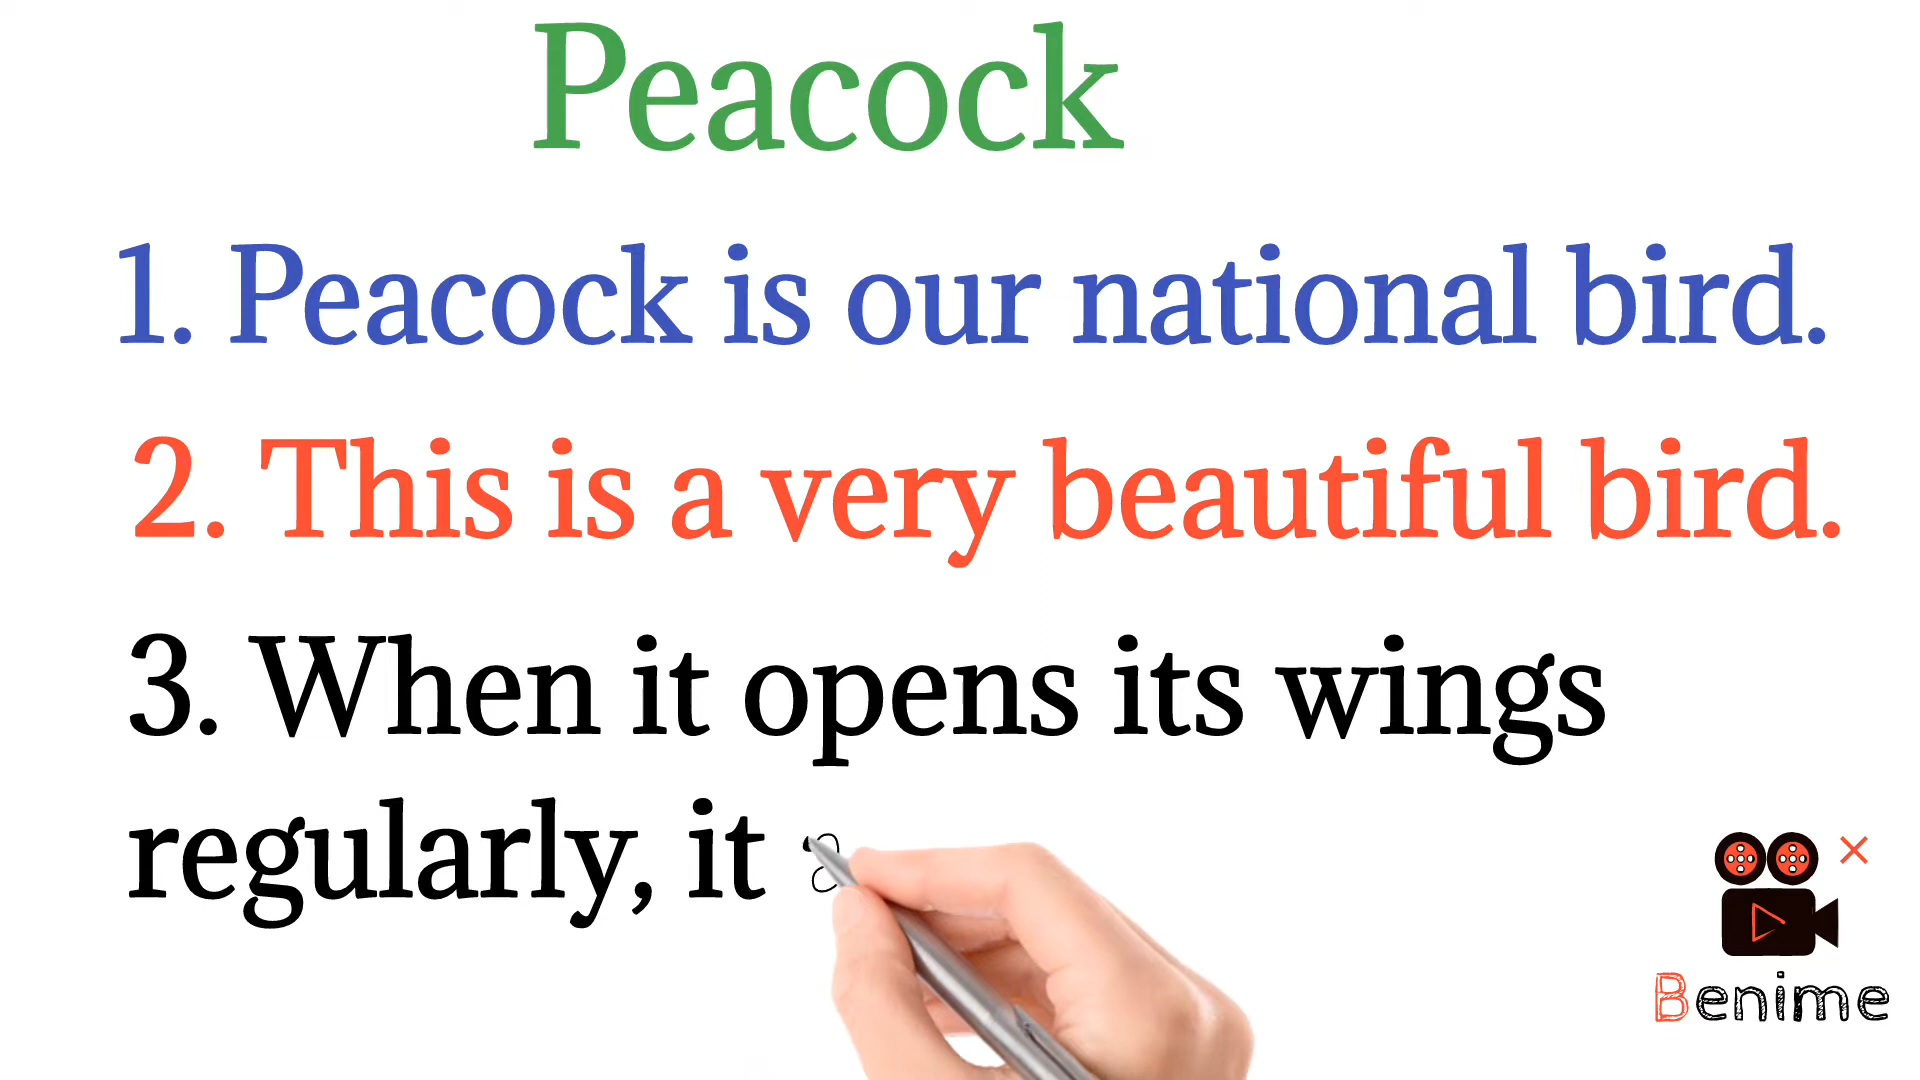 Peacock
1. Peacock is our national bird.
2. This is a very beautiful bird.
3. When it opens its wings
regularly, it
Benime